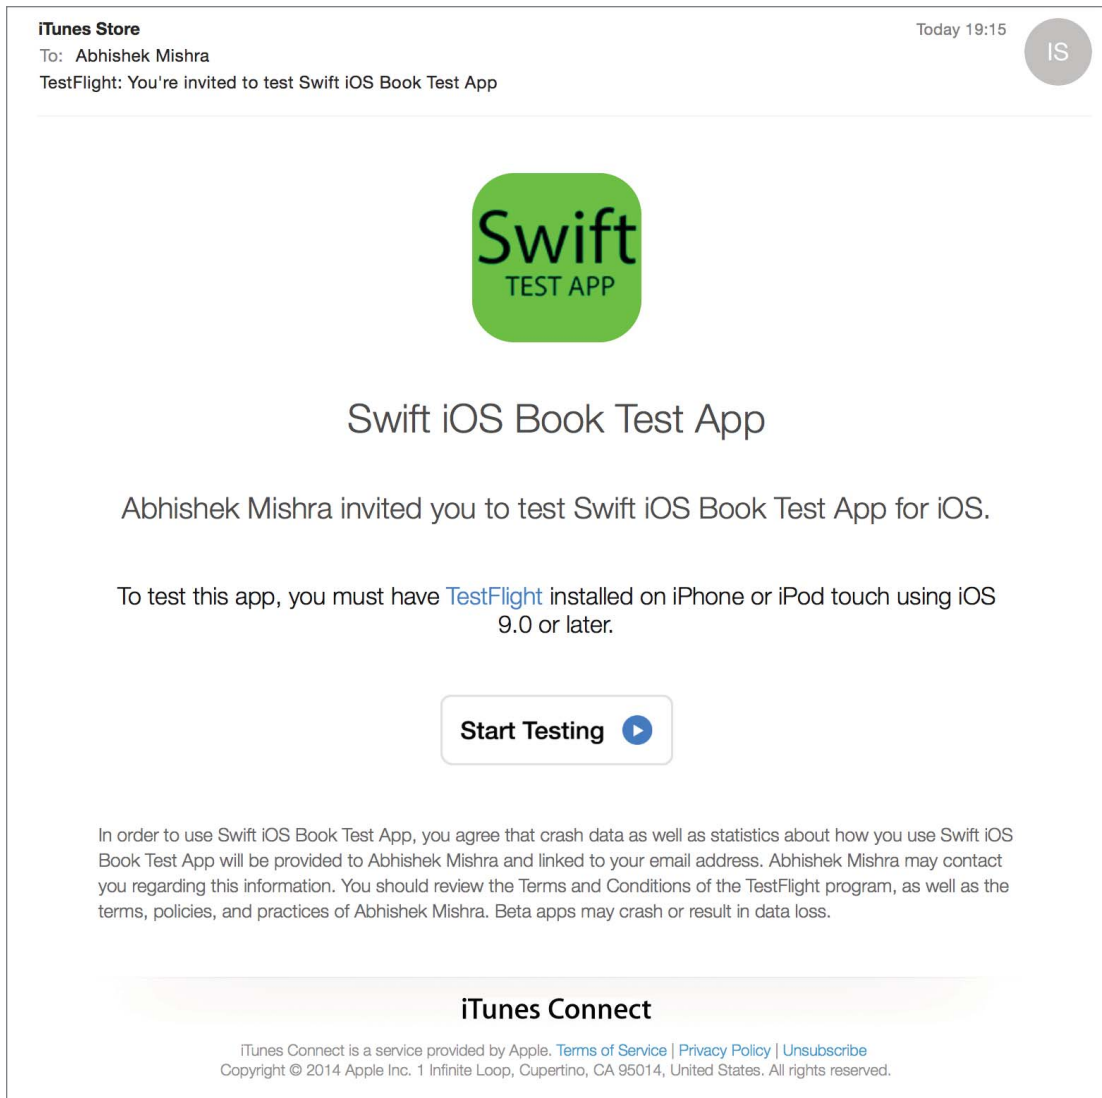 iTunes Store
Today 19:15
IS
To: Abhishek Mishra
TestFlight: You're invited to test Swift iOS Book Test App
Swift
TEST APP
Swift iOS Book Test App
Abhishek Mishra invited you to test Swift iOS Book Test App for iOS.
To test this app, you must have TestFlight installed on iPhone or iPod touch using iOS
9.0 or later.
Start Testing
In order to use Swift iOS Book Test App, you agree that crash data as well as statistics about how you use Swift iOS
Book Test App will be provided to Abhishek Mishra and linked to your email address. Abhishek Mishra may contact
you regarding this information. You should review the Terms and Conditions of the TestFlight program, as well as the
terms, policies, and practices of Abhishek Mishra. Beta apps may crash or result in data loss.
iTunes Connect
iTunes Connect is a service provided by Apple. Terms of Service | Privacy Policy | Unsubscribe
Copyright © 2014 Apple Inc. 1 Infinite Loop, Cupertino, CA 95014, United States. All rights reserved.